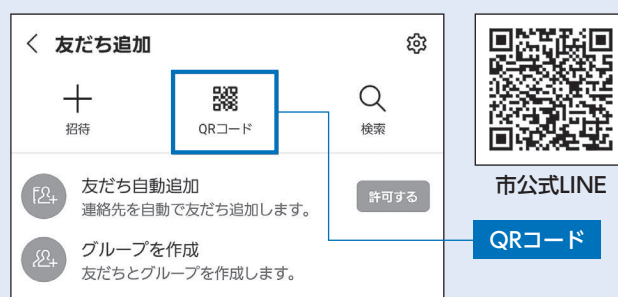 友だち追加
招待
QRコード
検索
友だち自動追加
連絡先を自動で友だち追加します。
許可する
グループを作成
友だちとグループを作成します。
市公式LINE
QRコード